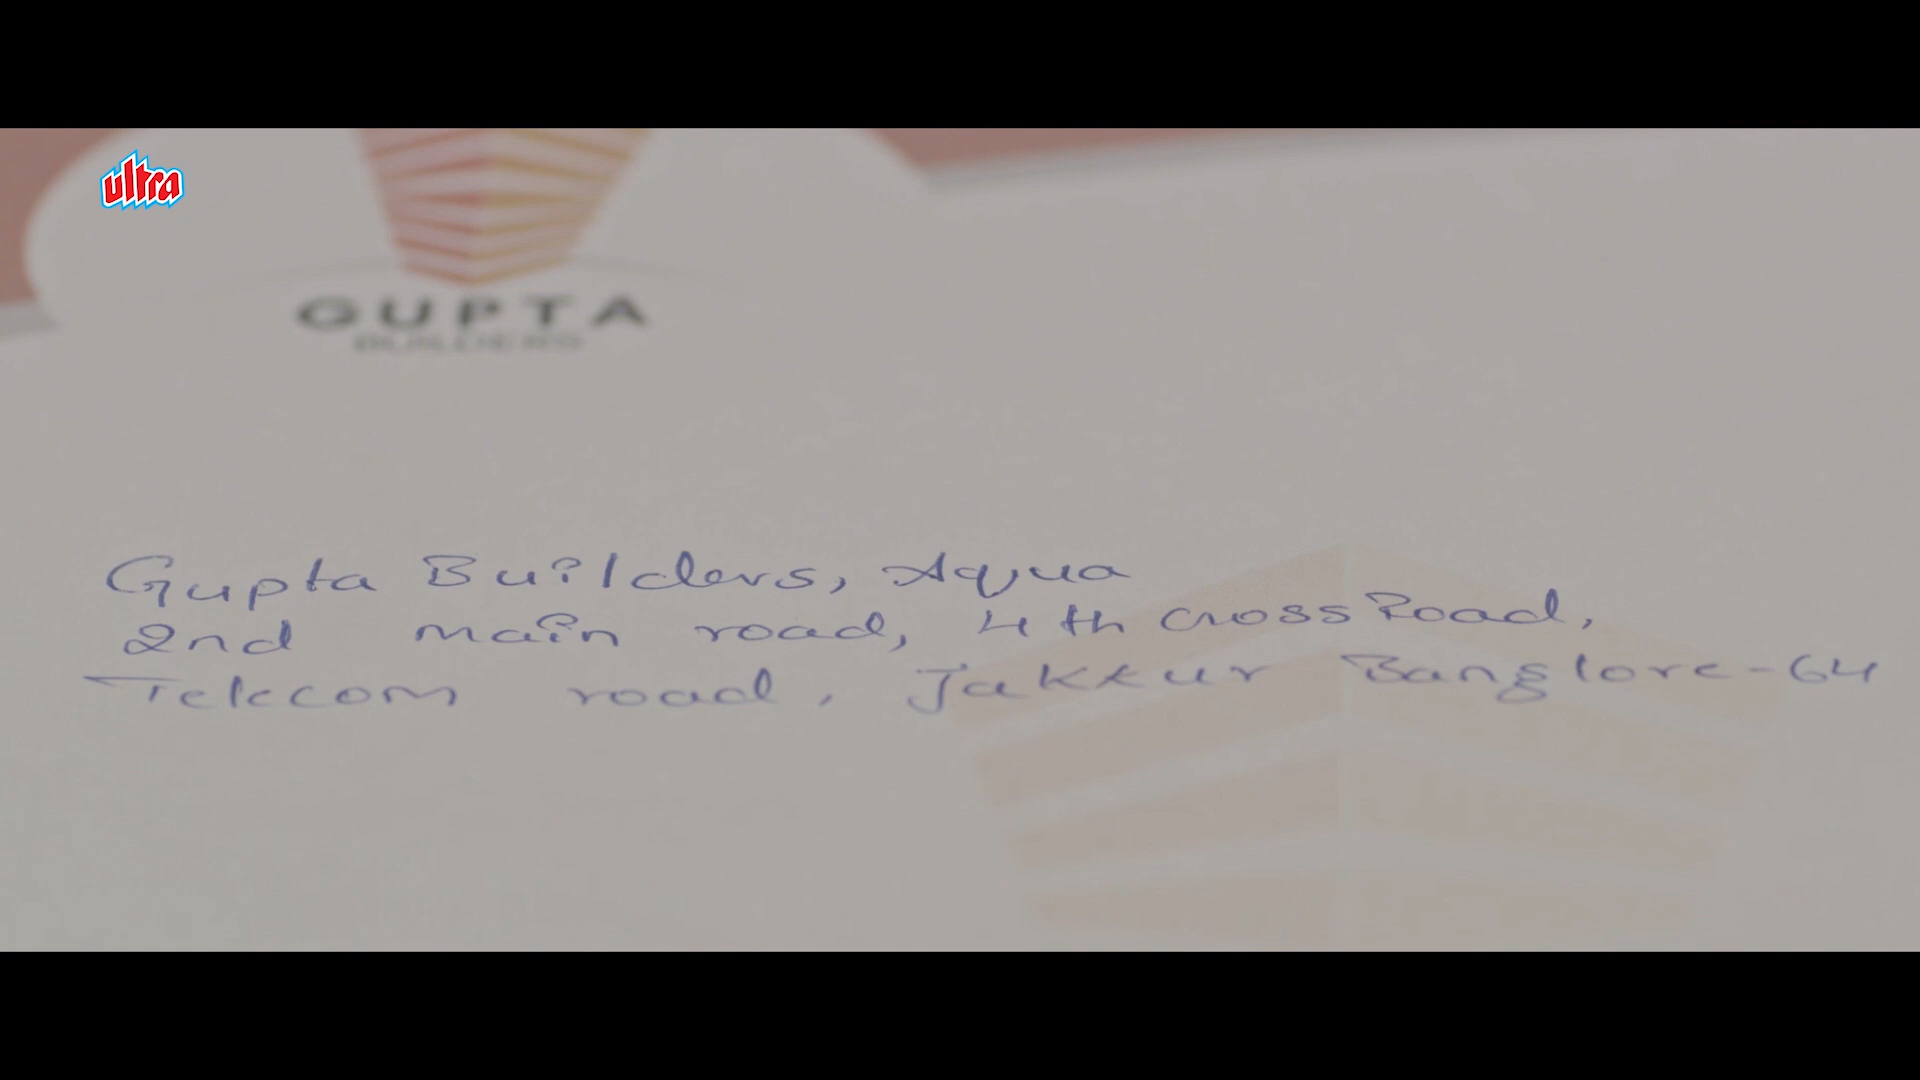 ultra
GUPTA
BUILDERS
Gupta Builders, Aqua
2nd main road, 4th cross Road,
Telecom road, Jakkur Banglore-64